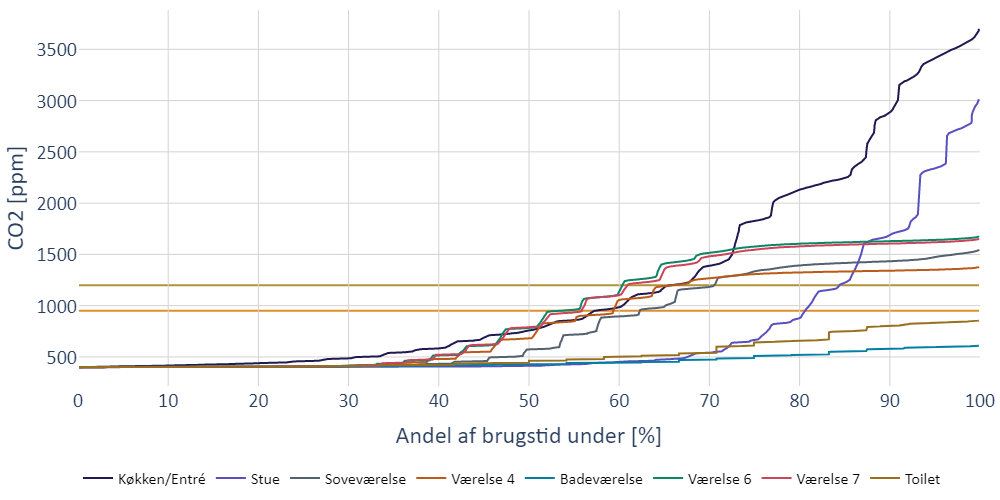 CO2 [ppm]
3500
3000
2500
2000
1500
1000
500
0 10 20 30 40 50 60 70 80 90 100
Andel af brugstid under [%]
Køkken/Entré Stue Soveværelse Værelse 4 Badeværelse Værelse 6 Værelse 7 Toilet